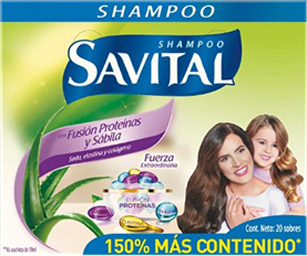 SHAMPOO
SHAMPOO
SAVITAL
con Fusión Proteínas
y Sábila
Seda, elastina y colágeno
Fuerza
Extraordinaria
FUSIÓN
PROTEÍNAS
Cont. Neto: 20 sobres
150% MÁS CONTENIDO*